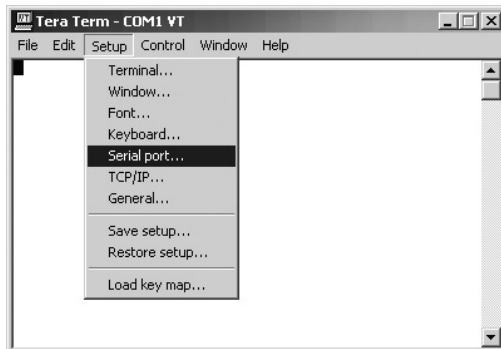 Tera Term - COM1 VT
File Edit Setup Control Window Help
Terminal...
Window...
Font...
Keyboard...
Serial port...
TCP/IP...
General...
Save setup...
Restore setup...
Load key map...